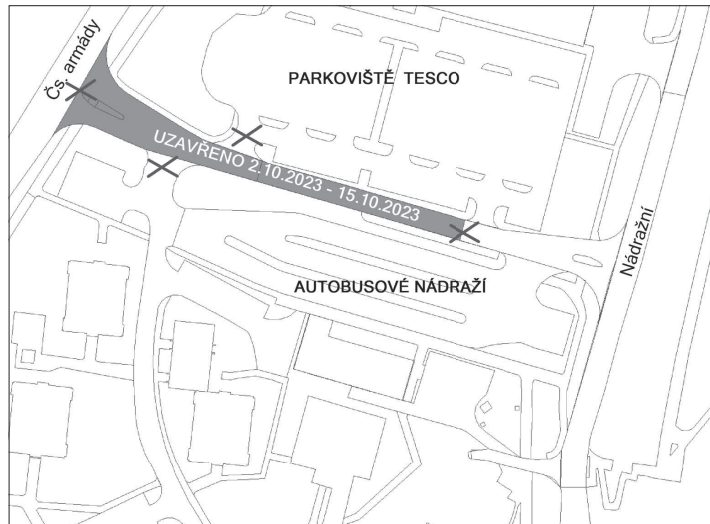 Čs. armády
PARKOVIŠTĚ TESCO
UZAVŘENO 2.10.2023 - 15.10.2023
Nádražní
AUTOBUSOVÉ NÁDRAŽÍ